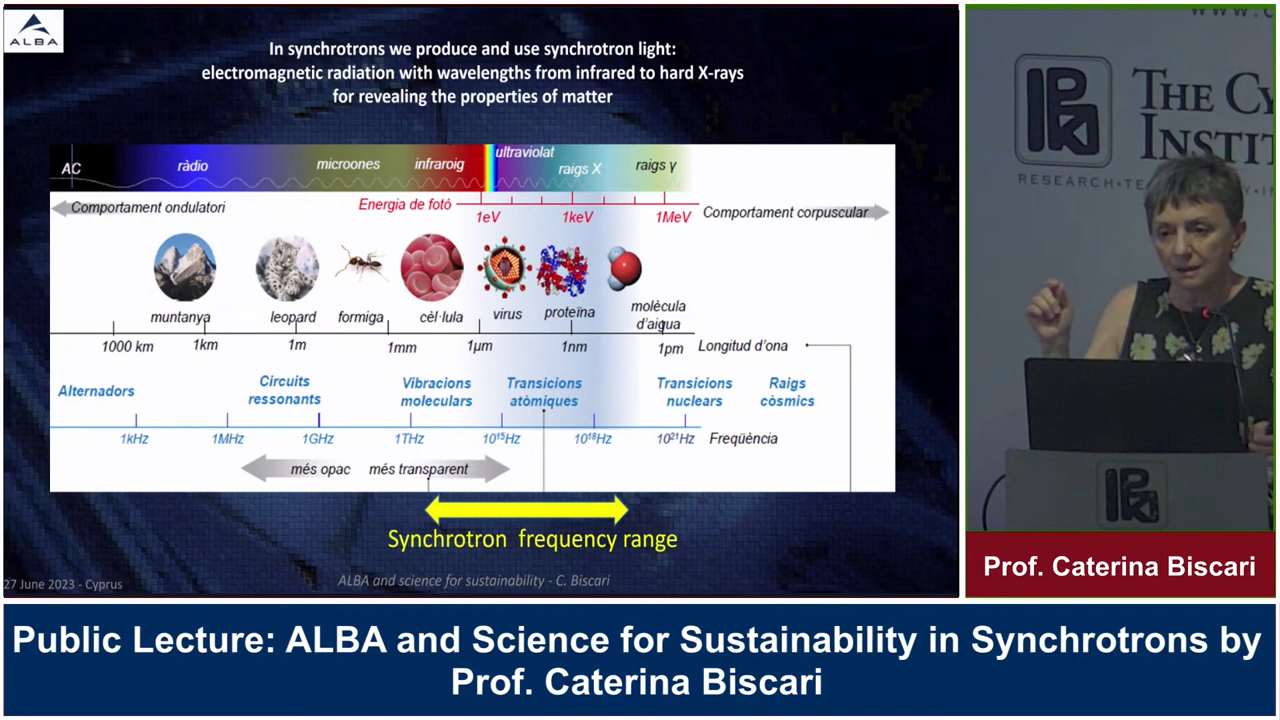 ALBA
In synchrotrons we produce and use synchrotron light:
electromagnetic radiation with wavelengths from infrared to hard X-rays
for revealing the properties of matter
AC ràdio microones infraroig ultraviolat raigs X raigs γ
Comportament ondulatori Energia de fotó 1eV 1keV 1MeV Comportament corpuscular
muntanya leopard formiga cèl·lula virus proteïna molècula
d'aigua
1000 km 1km 1m 1mm 1µm 1nm 1pm Longitud d'ona
Alternadors Circuits
ressonants Vibracions
moleculars Transicions
atòmiques Transicions
nuclears Raigs
còsmics
1kHz 1MHz 1GHz 1THz 10¹⁵Hz 10¹⁸Hz 10²¹Hz Freqüència
més opac més transparent
Synchrotron frequency range
27 June 2023 - Cyprus
ALBA and science for sustainability - C. Biscari
THE CY
INSTIT
Prof. Caterina Biscari
Public Lecture: ALBA and Science for Sustainability in Synchrotrons by
Prof. Caterina Biscari